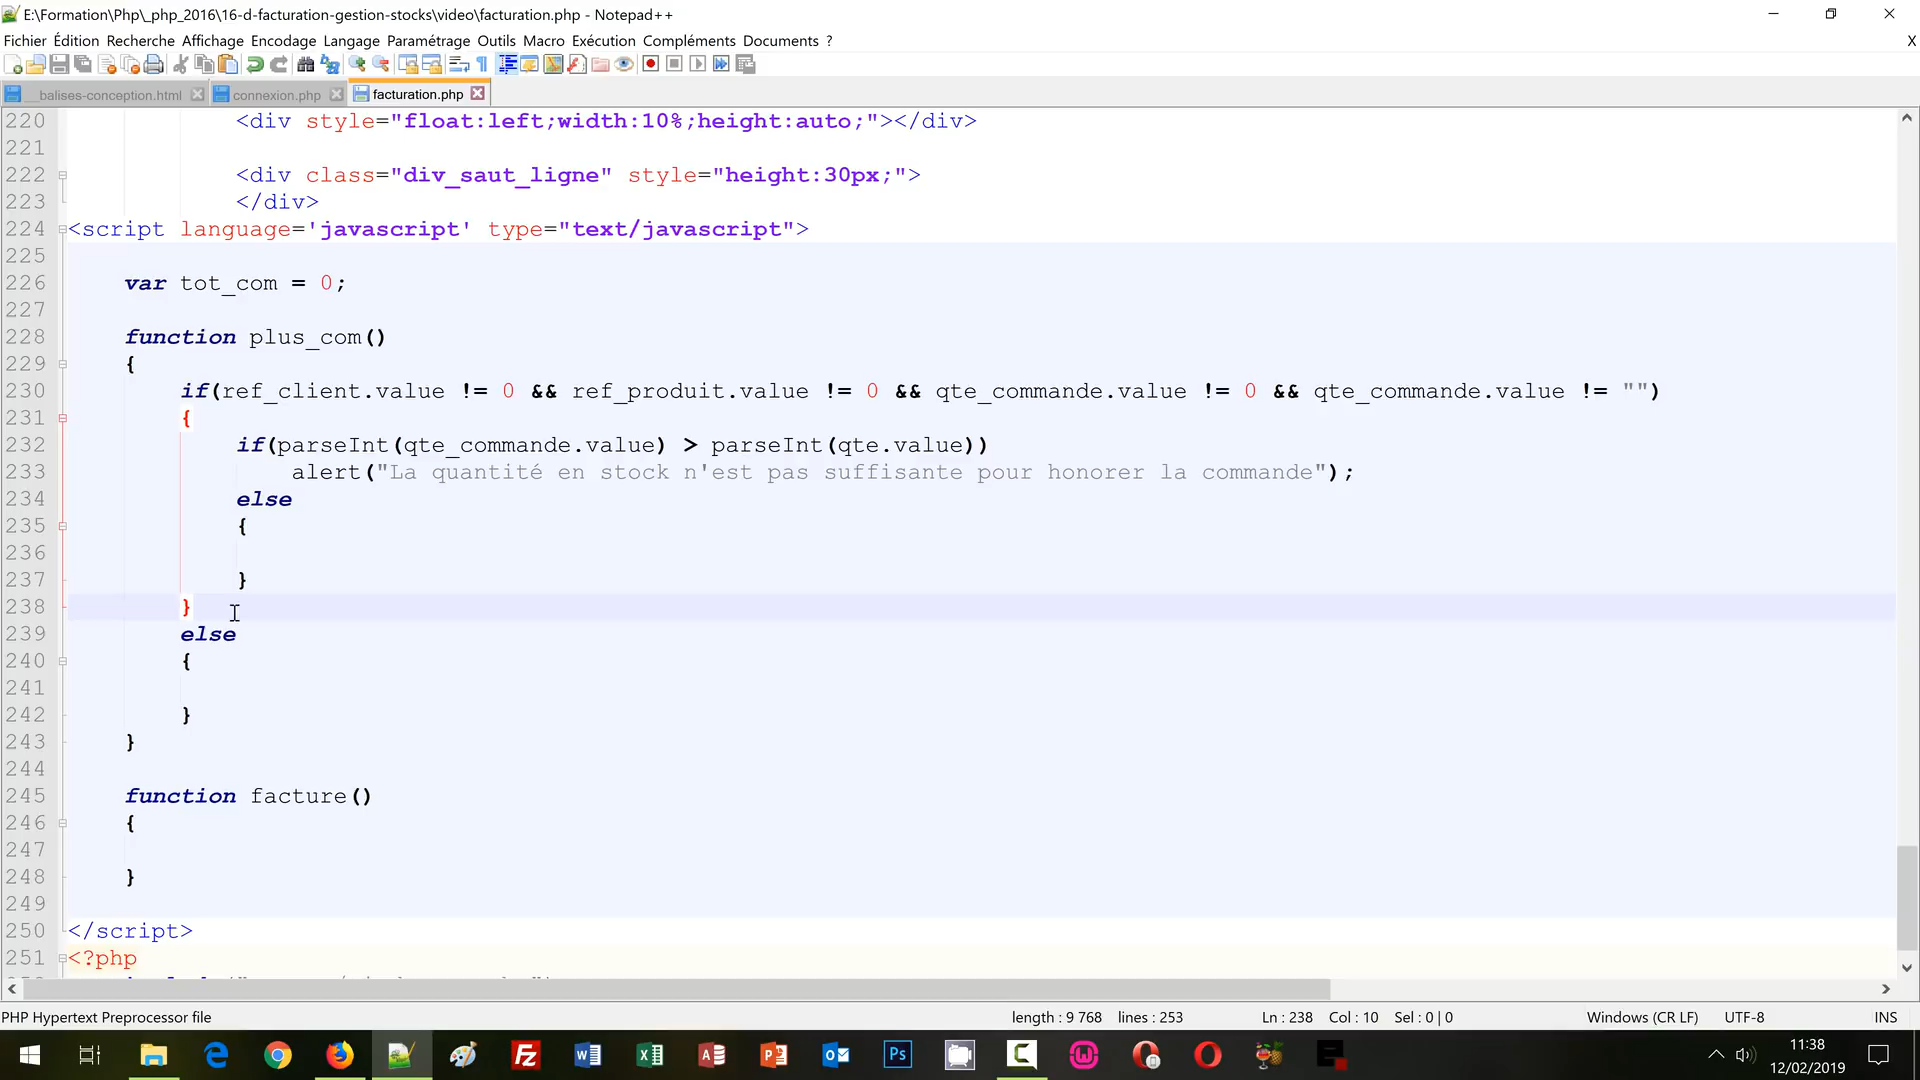 E:\Formation\Php\_php_2016\16-d-facturation-gestion-stocks\video\facturation.php - Notepad++
Fichier Édition Recherche Affichage Encodage Langage Paramétrage Outils Macro Exécution Compléments Documents ? X
__balises-conception.html connexion.php facturation.php
220 <div style="float:left;width:10%;height:auto;"></div>
221
222 <div class="div_saut_ligne" style="height:30px;">
223 </div>
224 <script language='javascript' type="text/javascript">
225
226 var tot_com = 0;
227
228 function plus_com()
229 {
230 if(ref_client.value != 0 && ref_produit.value != 0 && qte_commande.value != 0 && qte_commande.value != "")
231 {
232 if(parseInt(qte_commande.value) > parseInt(qte.value))
233 alert("La quantité en stock n'est pas suffisante pour honorer la commande");
234 else
235 {
236
237 }
238 }
239 else
240 {
241
242 }
243 }
244
245 function facture()
246 {
247
248 }
249
250 </script>
251 <?php
PHP Hypertext Preprocessor file length : 9 768 lines : 253 Ln : 238 Col : 10 Sel : 0 | 0 Windows (CR LF) UTF-8 INS
11:38
12/02/2019